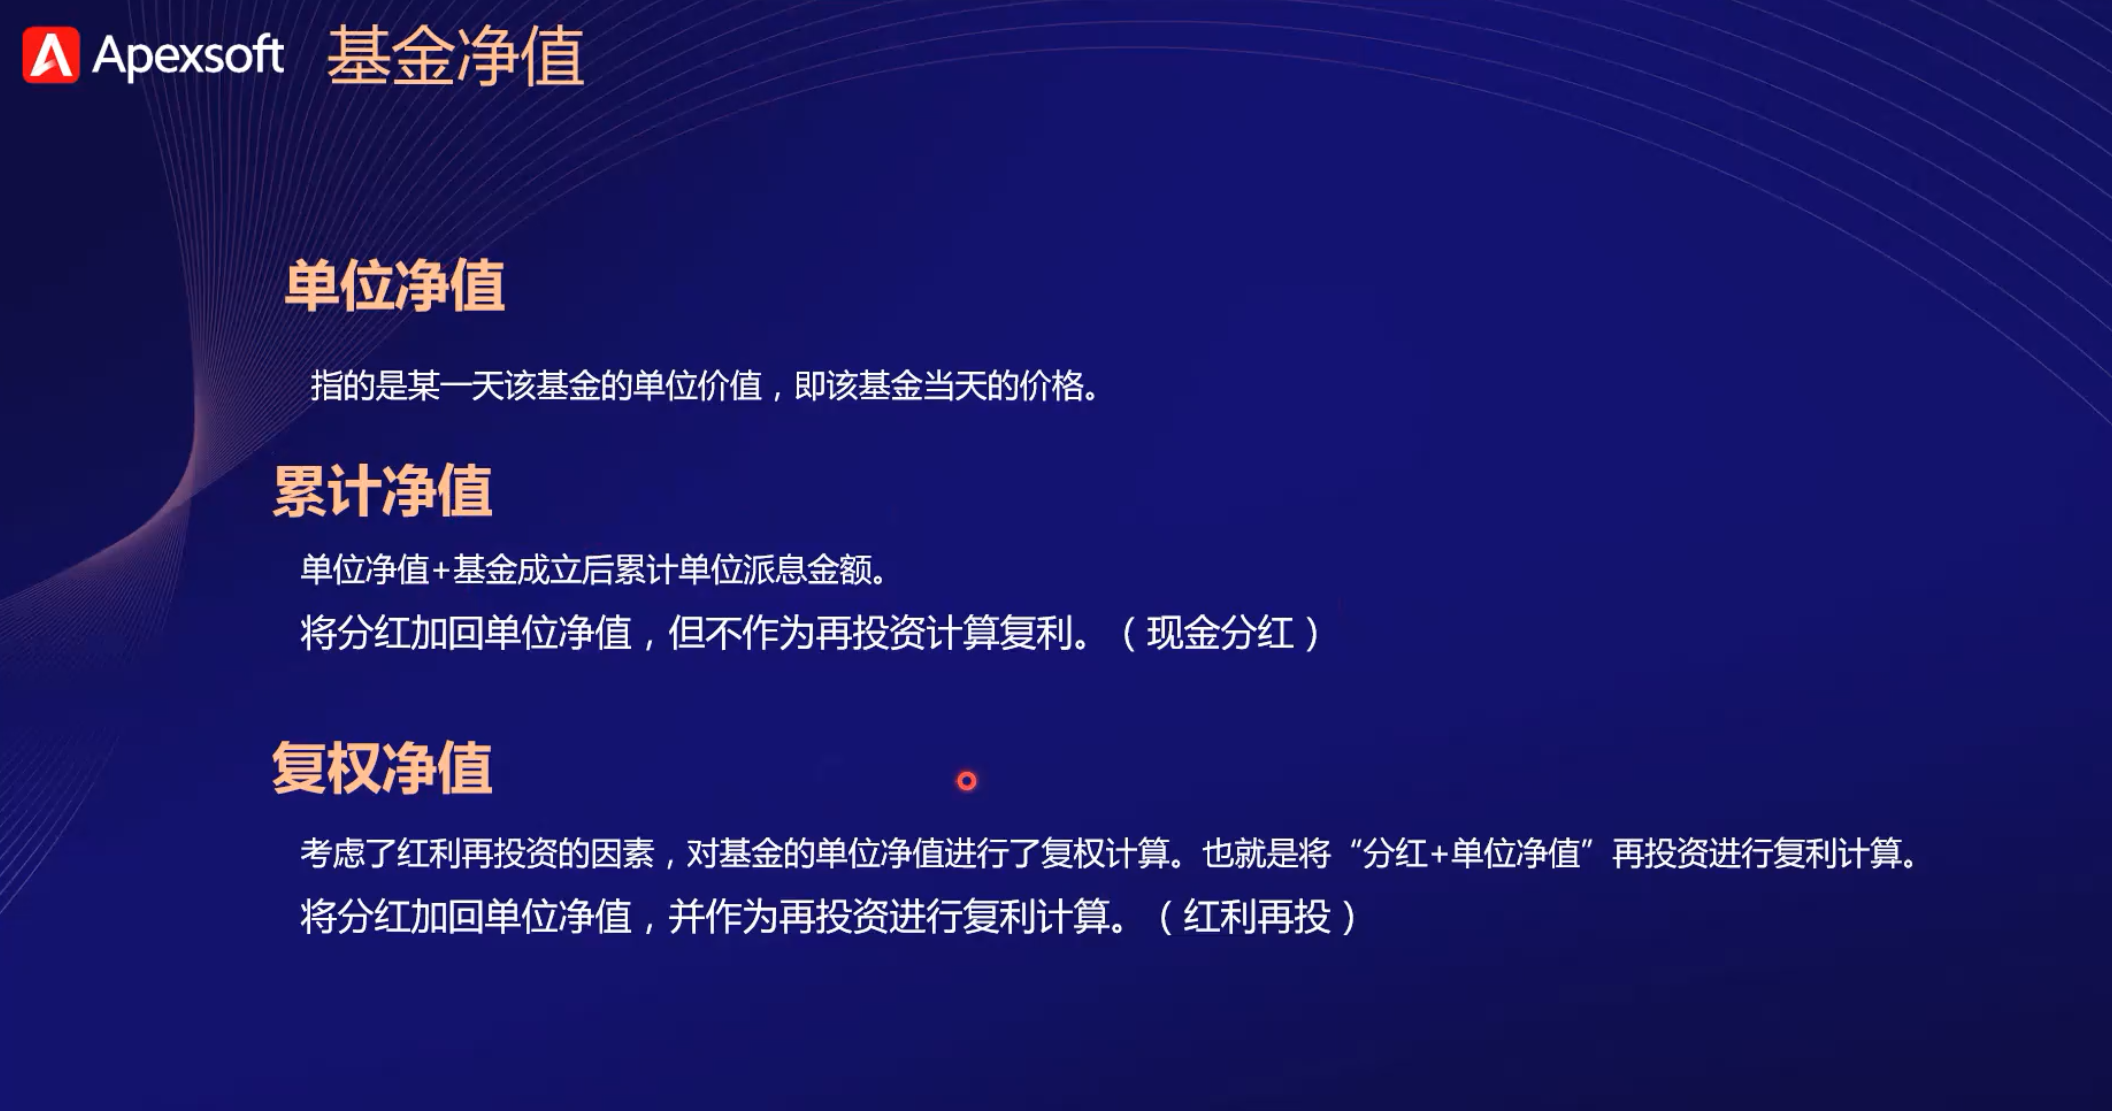 Apexsoft 基金净值
单位净值
指的是某一天该基金的单位价值，即该基金当天的价格。
累计净值
单位净值+基金成立后累计单位派息金额。
将分红加回单位净值，但不作为再投资计算复利。（现金分红）
复权净值
考虑了红利再投资的因素，对基金的单位净值进行了复权计算。也就是将“分红+单位净值”再投资进行复利计算。
将分红加回单位净值，并作为再投资进行复利计算。（红利再投）